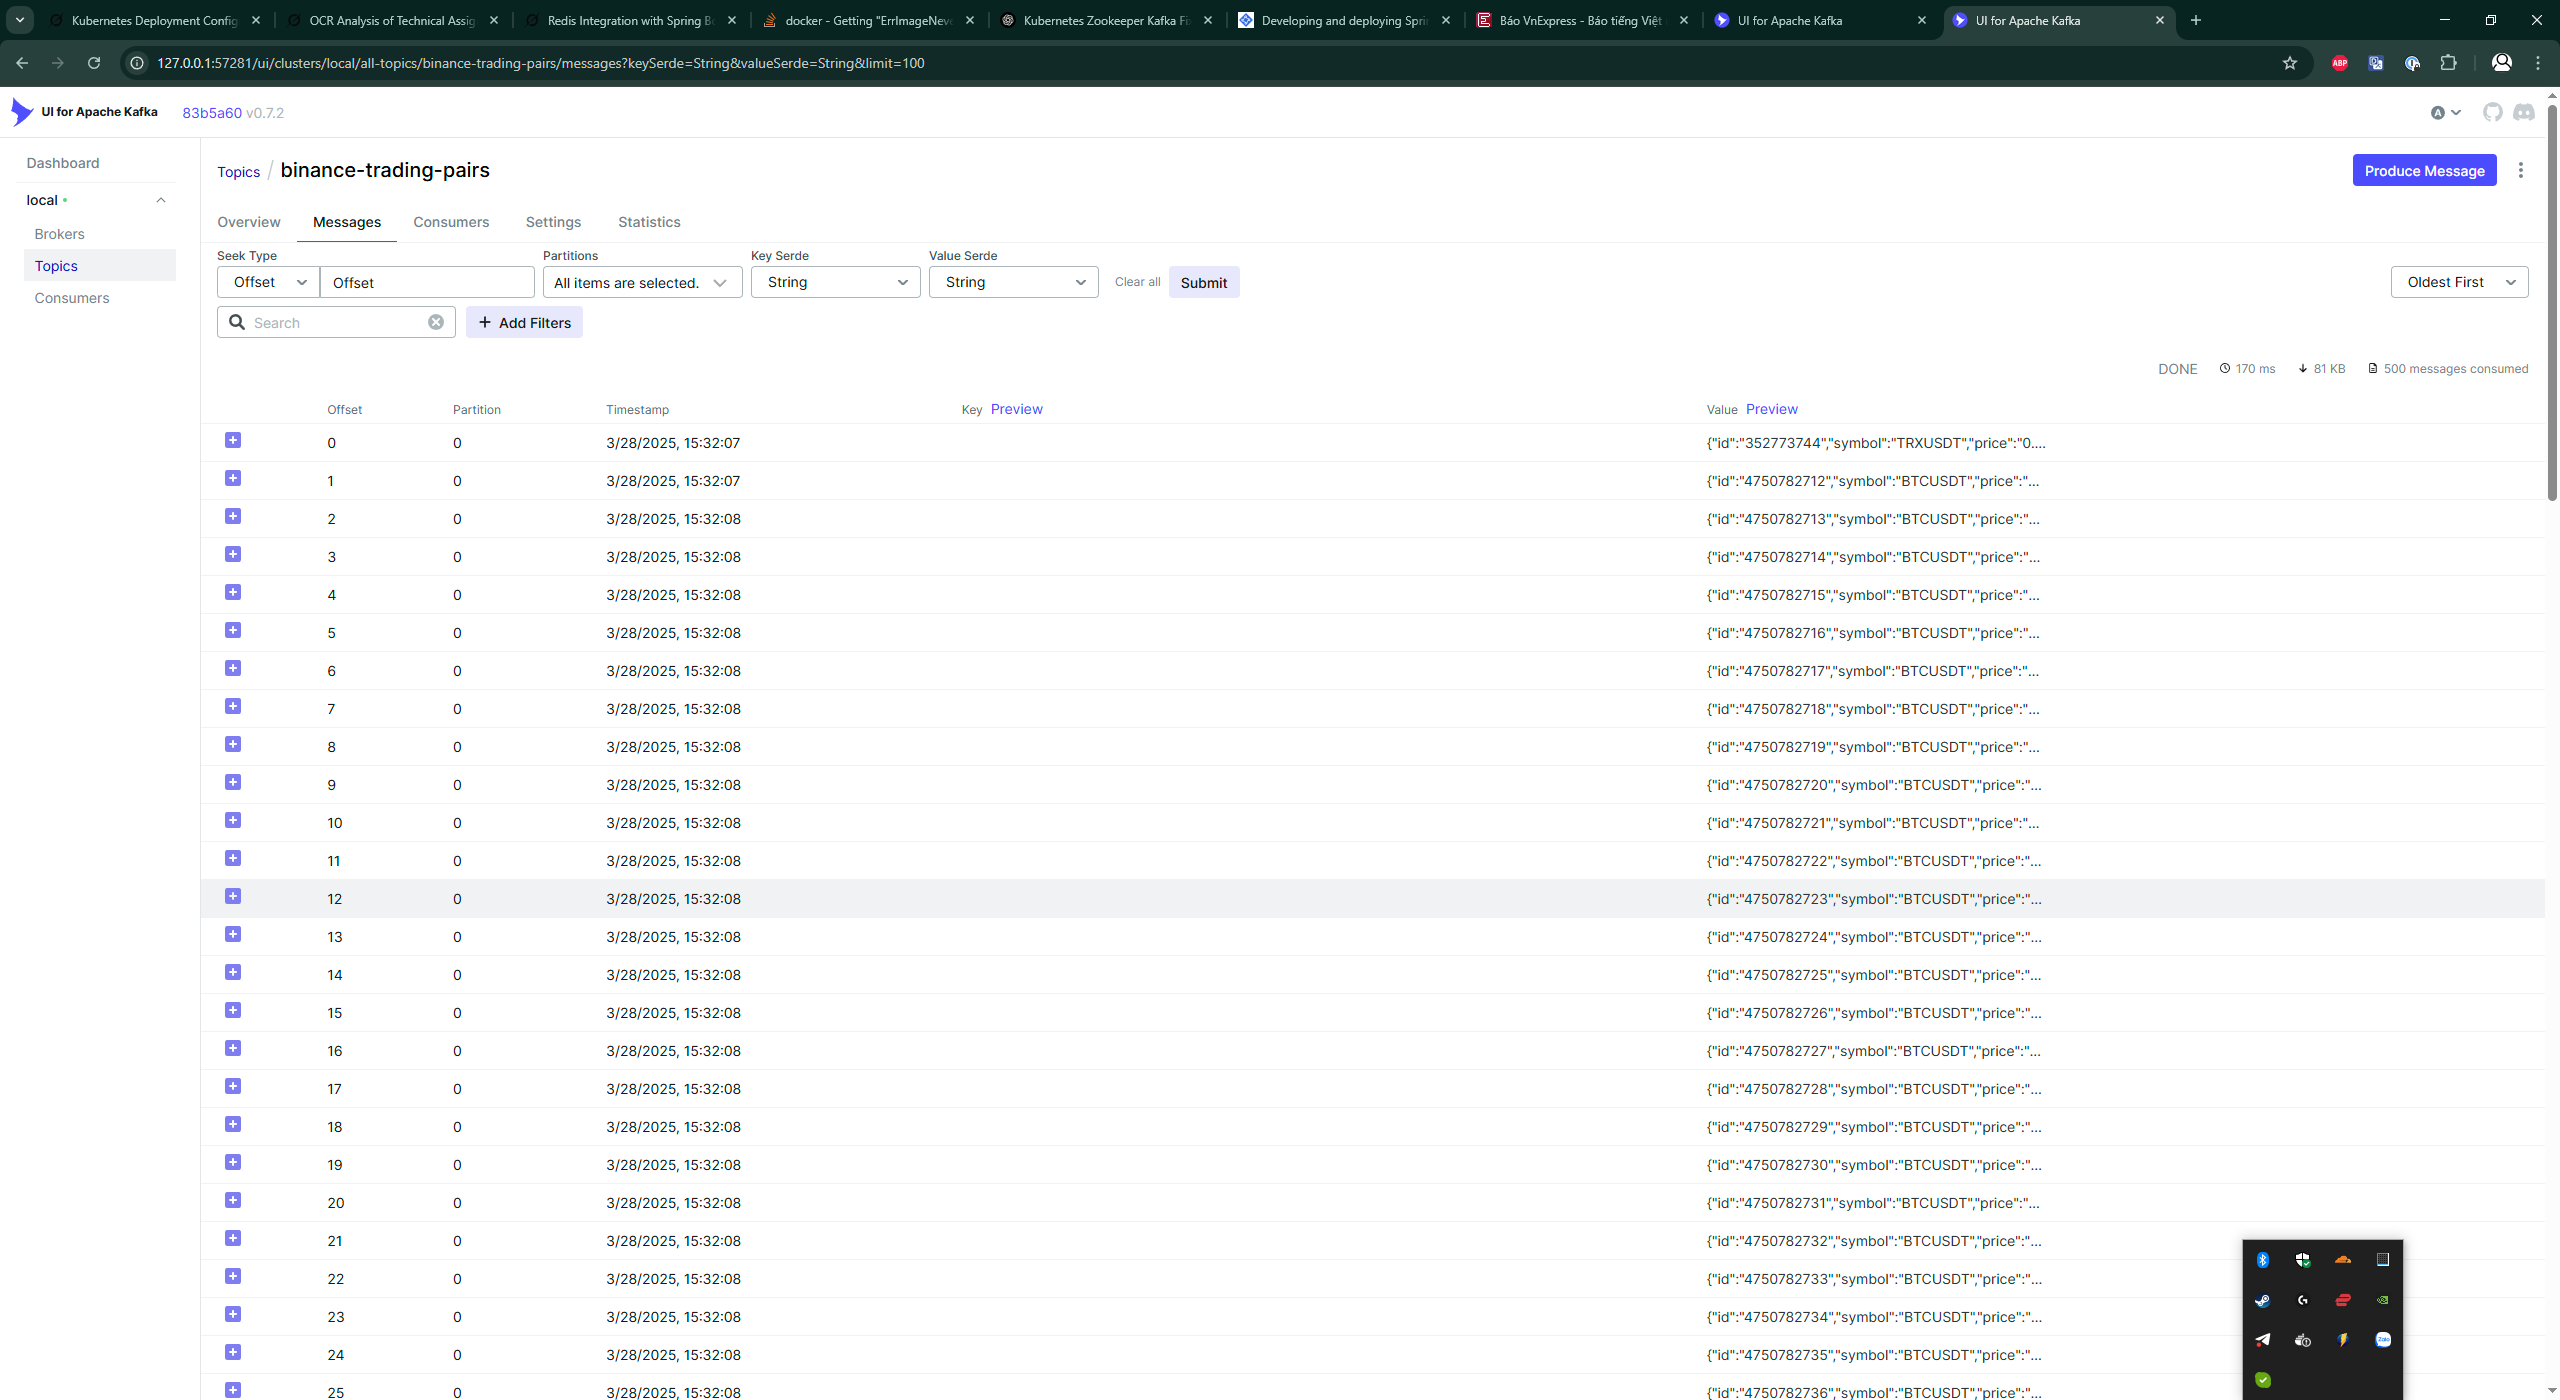 Kubernetes Deployment Config
OCR Analysis of Technical Assig
Redis Integration with Spring Bo
docker - Getting "ErrImageNeve
Kubernetes Zookeeper Kafka Fi
Developing and deploying Sprin
Báo VnExpress - Báo tiếng Việt
UI for Apache Kafka
UI for Apache Kafka
127.0.0.1:57281/ui/clusters/local/all-topics/binance-trading-pairs/messages?keySerde=String&valueSerde=String&limit=100
ABP
UI for Apache Kafka 83b5a60 v0.7.2
A
Dashboard
local
Brokers
Topics
Consumers
Topics / binance-trading-pairs
Produce Message
Overview Messages Consumers Settings Statistics
Seek Type Partitions Key Serde Value Serde
Offset Offset All items are selected. String String Clear all Submit Oldest First
Search Add Filters
DONE 170 ms 81 KB 500 messages consumed
Offset Partition Timestamp Key Preview Value Preview
0 0 3/28/2025, 15:32:07 {"id":"352773744","symbol":"TRXUSDT","price":"0....
1 0 3/28/2025, 15:32:07 {"id":"4750782712","symbol":"BTCUSDT","price":"...
2 0 3/28/2025, 15:32:08 {"id":"4750782713","symbol":"BTCUSDT","price":"...
3 0 3/28/2025, 15:32:08 {"id":"4750782714","symbol":"BTCUSDT","price":"...
4 0 3/28/2025, 15:32:08 {"id":"4750782715","symbol":"BTCUSDT","price":"...
5 0 3/28/2025, 15:32:08 {"id":"4750782716","symbol":"BTCUSDT","price":"...
6 0 3/28/2025, 15:32:08 {"id":"4750782717","symbol":"BTCUSDT","price":"...
7 0 3/28/2025, 15:32:08 {"id":"4750782718","symbol":"BTCUSDT","price":"...
8 0 3/28/2025, 15:32:08 {"id":"4750782719","symbol":"BTCUSDT","price":"...
9 0 3/28/2025, 15:32:08 {"id":"4750782720","symbol":"BTCUSDT","price":"...
10 0 3/28/2025, 15:32:08 {"id":"4750782721","symbol":"BTCUSDT","price":"...
11 0 3/28/2025, 15:32:08 {"id":"4750782722","symbol":"BTCUSDT","price":"...
12 0 3/28/2025, 15:32:08 {"id":"4750782723","symbol":"BTCUSDT","price":"...
13 0 3/28/2025, 15:32:08 {"id":"4750782724","symbol":"BTCUSDT","price":"...
14 0 3/28/2025, 15:32:08 {"id":"4750782725","symbol":"BTCUSDT","price":"...
15 0 3/28/2025, 15:32:08 {"id":"4750782726","symbol":"BTCUSDT","price":"...
16 0 3/28/2025, 15:32:08 {"id":"4750782727","symbol":"BTCUSDT","price":"...
17 0 3/28/2025, 15:32:08 {"id":"4750782728","symbol":"BTCUSDT","price":"...
18 0 3/28/2025, 15:32:08 {"id":"4750782729","symbol":"BTCUSDT","price":"...
19 0 3/28/2025, 15:32:08 {"id":"4750782730","symbol":"BTCUSDT","price":"...
20 0 3/28/2025, 15:32:08 {"id":"4750782731","symbol":"BTCUSDT","price":"...
21 0 3/28/2025, 15:32:08 {"id":"4750782732","symbol":"BTCUSDT","price":"...
22 0 3/28/2025, 15:32:08 {"id":"4750782733","symbol":"BTCUSDT","price":"...
23 0 3/28/2025, 15:32:08 {"id":"4750782734","symbol":"BTCUSDT","price":"...
24 0 3/28/2025, 15:32:08 {"id":"4750782735","symbol":"BTCUSDT","price":"...
25 0 3/28/2025, 15:32:08 {"id":"4750782736","symbol":"BTCUSDT","price":"...
Zalo